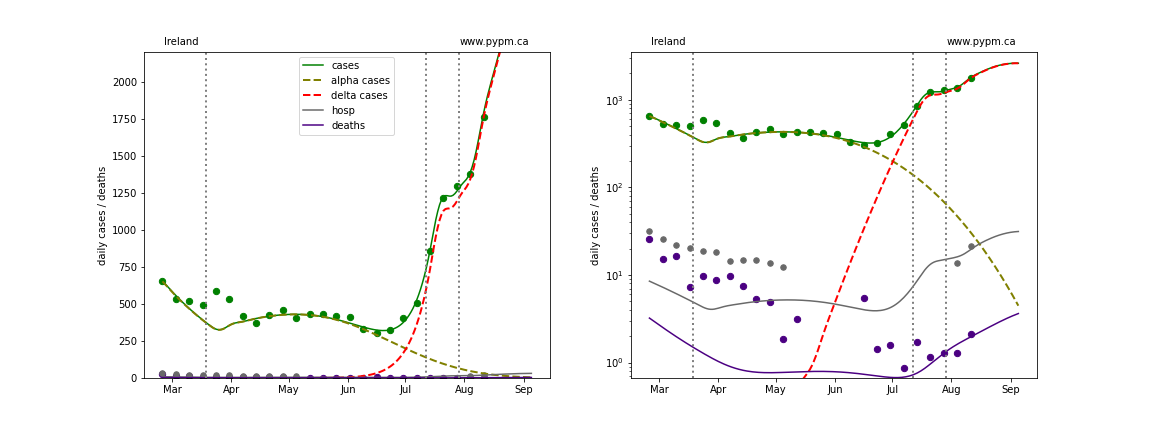 Ireland
www.pypm.ca
daily cases / deaths
2000
1750
1500
1250
1000
750
500
250
0
cases
alpha cases
delta cases
hosp
deaths
Mar Apr May Jun Jul Aug Sep
Ireland
www.pypm.ca
daily cases / deaths
10³
10²
10¹
10⁰
Mar Apr May Jun Jul Aug Sep